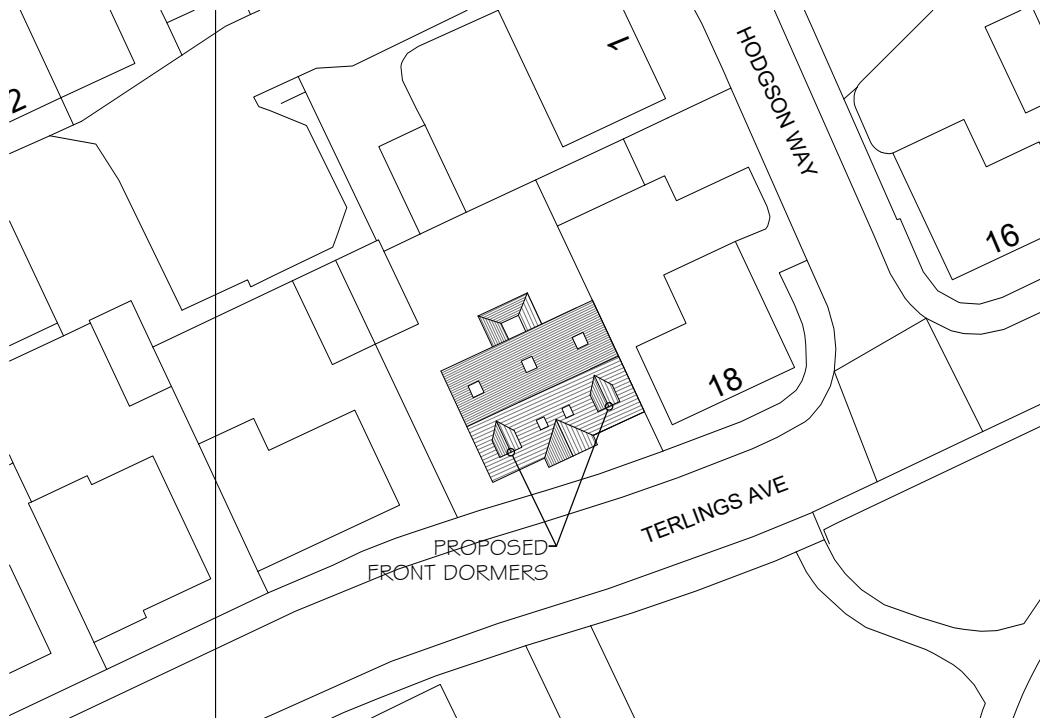 2
1
HODGSON WAY
16
18
TERLINGS AVE
PROPOSED
FRONT DORMERS